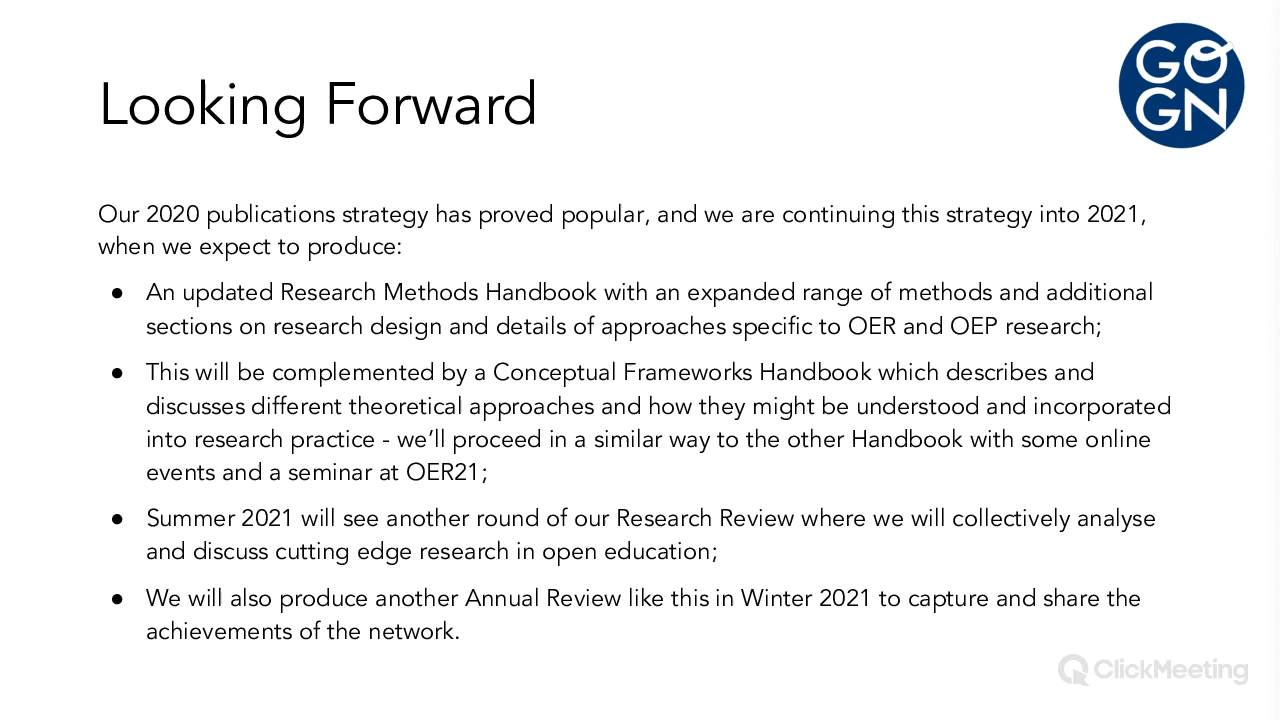 GO
GN
Looking Forward
Our 2020 publications strategy has proved popular, and we are continuing this strategy into 2021,
when we expect to produce:
● An updated Research Methods Handbook with an expanded range of methods and additional
sections on research design and details of approaches specific to OER and OEP research;
● This will be complemented by a Conceptual Frameworks Handbook which describes and
discusses different theoretical approaches and how they might be understood and incorporated
into research practice - we’ll proceed in a similar way to the other Handbook with some online
events and a seminar at OER21;
● Summer 2021 will see another round of our Research Review where we will collectively analyse
and discuss cutting edge research in open education;
● We will also produce another Annual Review like this in Winter 2021 to capture and share the
achievements of the network.
ClickMeeting